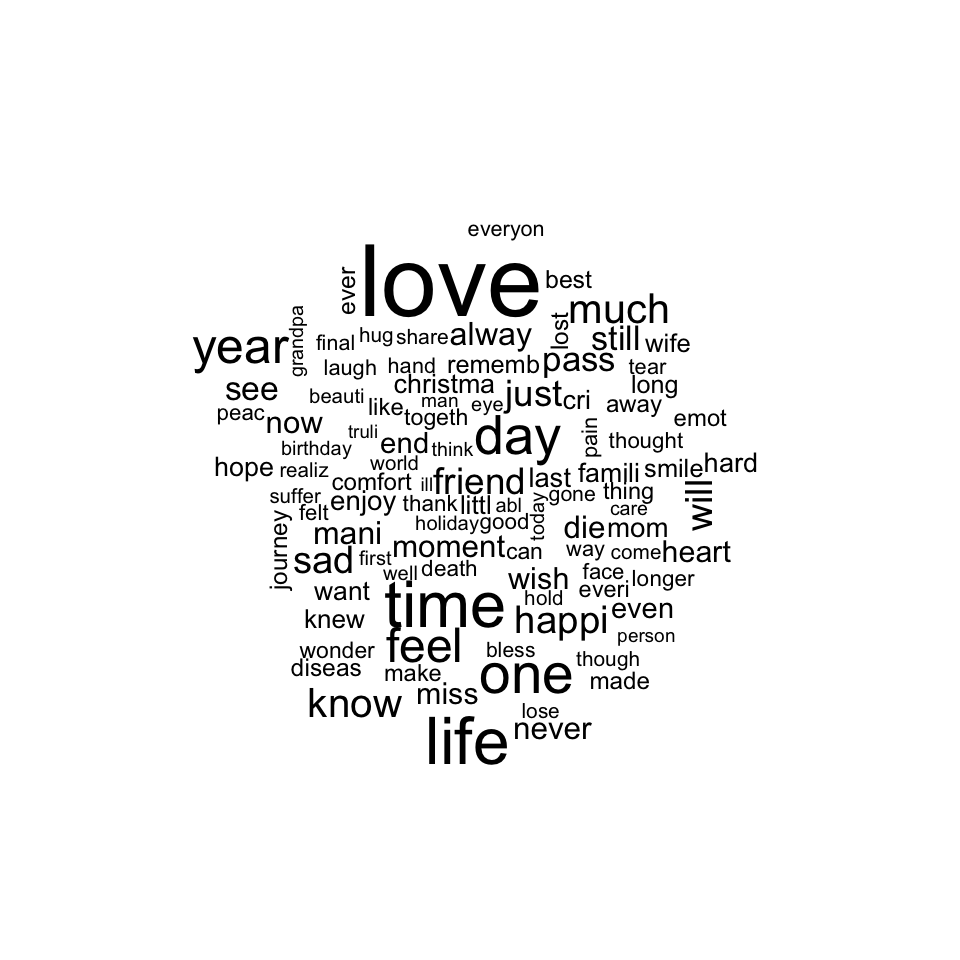 everyon
love
ever
best
much
grandpa
year
final
hug
share
alway
lost
still
wife
laugh
hand
rememb
pass
tear
see
christma
just
long
beauti
man
eye
cri
away
peac
now
like
togeth
emot
truli
day
pain
thought
birthday
end
think
hope
realiz
world
friend
last
famili
smile
hard
comfort
ill
gone
thing
will
suffer
felt
enjoy
thank
littl
abl
today
care
holiday
good
journey
mani
moment
can
die
mom
sad
first
way
come
heart
well
death
wish
face
longer
want
time
hold
everi
knew
happi
even
person
wonder
feel
bless
though
diseas
make
one
made
know
miss
lose
life
never